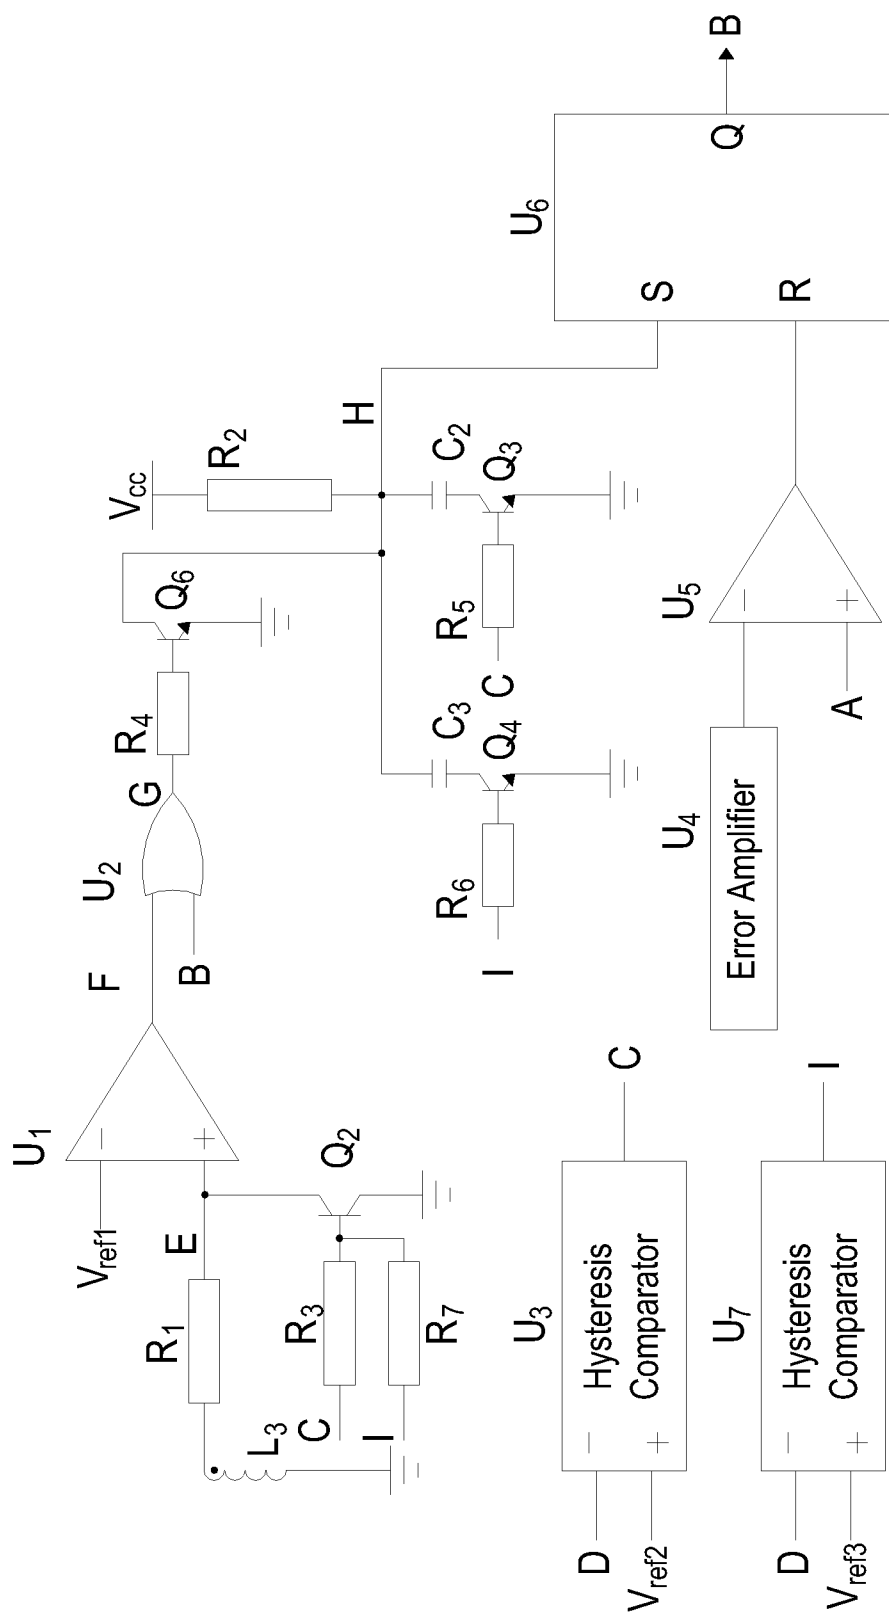 U1
Vref1
−
+
E
R1
L3
R3
R7
C
I
Q2
F
B
U2
G
R4
Q6
Vcc
R2
H
C3
C2
R6
I
Q4
R5
C
Q3
U3
Hysteresis
Comparator
−
+
D
Vref2
C
U7
Hysteresis
Comparator
−
+
D
Vref3
I
U4
Error Amplifier
U5
−
+
A
U6
S
R
Q
B